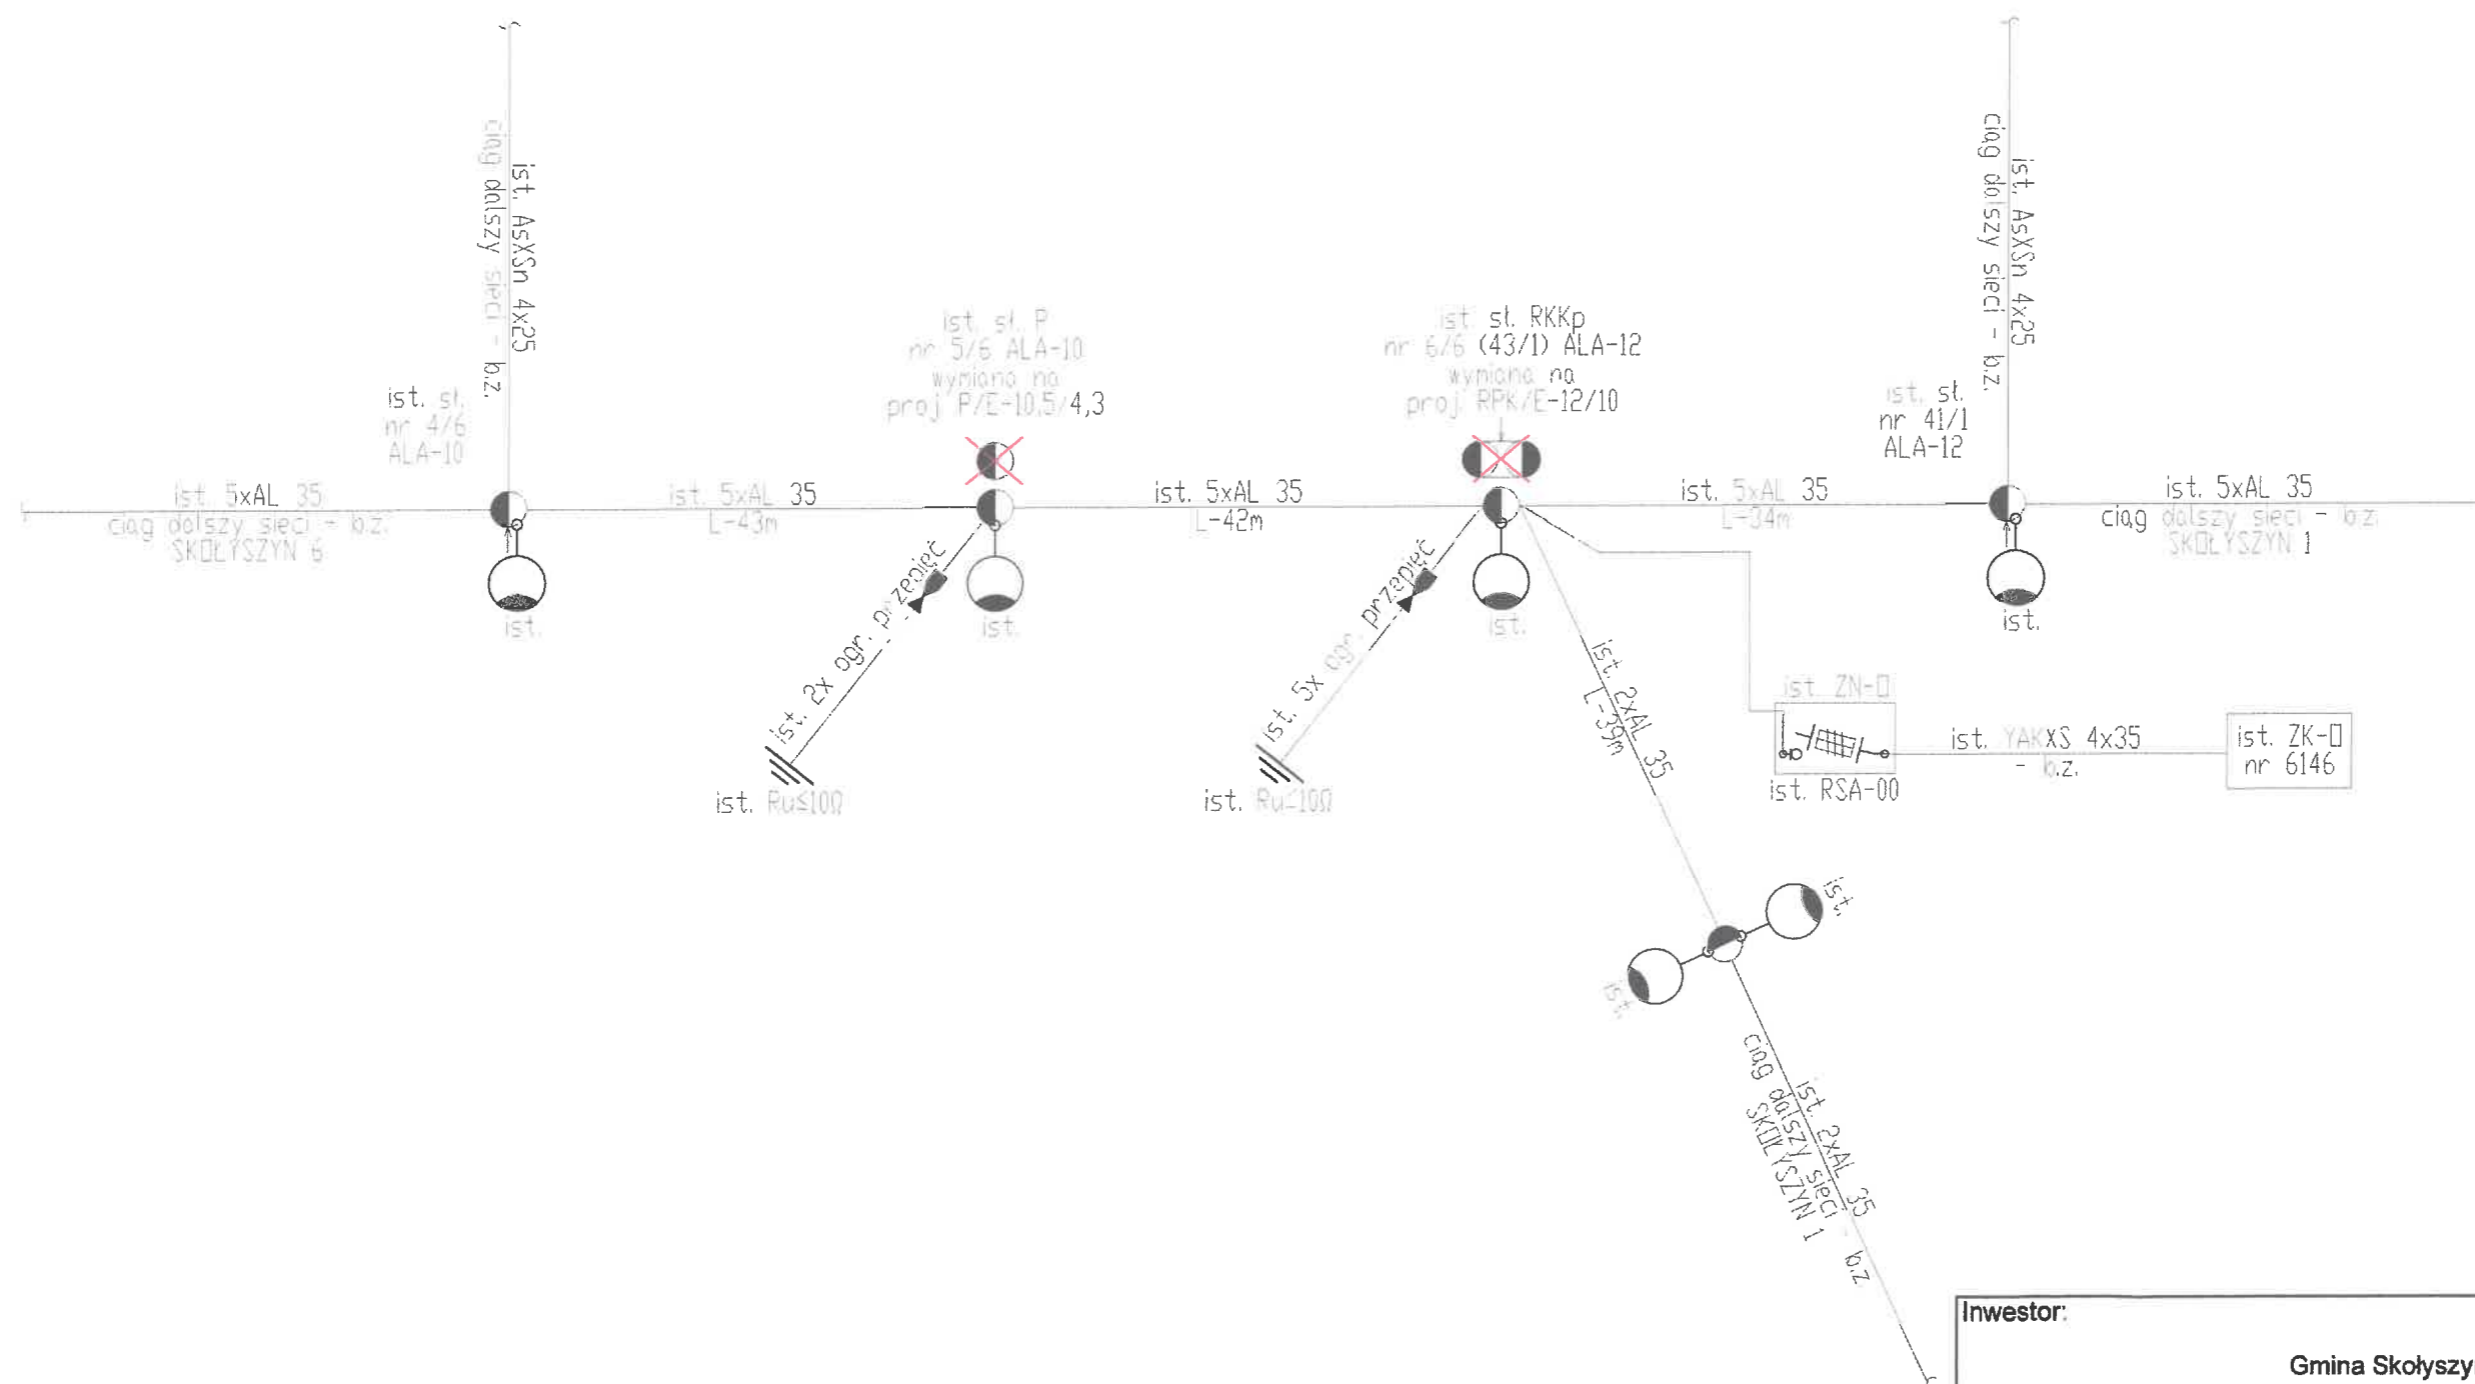 ciąg dalszy sieci - b.z.
ist. AsXSn 4x25
ist. sł.
nr 4/6
ALA-10
ist. 5xAL 35
ciąg dalszy sieci - b.z.
SKOŁYSZYN 6
ist.
ist. 5xAL 35
L-43m
ist. sł. P
nr 5/6 ALA-10
wymiana na
proj. P/E-10,5/4,3
ist. 2x ogr. przepięć
ist.
ist. Ru≤10Ω
ist. 5xAL 35
L-42m
ist. sł. RKKp
nr 6/6 (43/1) ALA-12
wymiana na
proj. RPK/E-12/10
ist. 5x ogr. przepięć
ist.
ist. Ru≤10Ω
ist. 5xAL 35
L-34m
ciąg dalszy sieci - b.z.
ist. AsXSn 4x25
ist. sł.
nr 41/1
ALA-12
ist. 5xAL 35
ciąg dalszy sieci - b.z.
SKOŁYSZYN 1
ist.
ist. 2xAL 35
L-39m
ist. ZN-O
ist. RSA-00
ist. YAKXS 4x35
- b.z.
ist. ZK-O
nr 6146
ist.
ist.
ist. 2xAL 35
ciąg dalszy sieci - b.z
SKOŁYSZYN 1
Inwestor:
Gmina Skołyszy